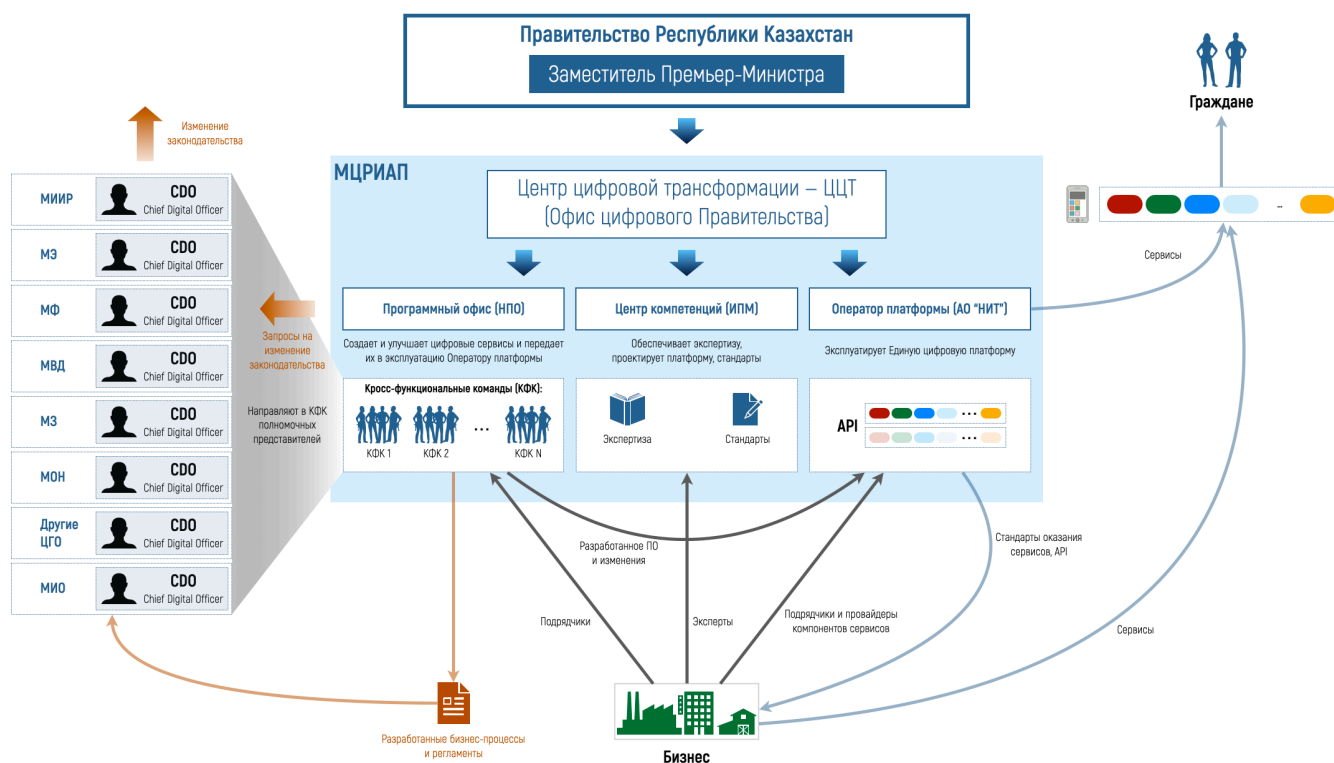 Правительство Республики Казахстан
Заместитель Премьер-Министра
Граждане
Изменение
законодательства
МЦРИАП
Центр цифровой трансформации – ЦЦТ
(Офис цифрового Правительства)
МИИР
CDO
Chief Digital Officer
МЭ
CDO
Chief Digital Officer
МФ
CDO
Chief Digital Officer
МВД
CDO
Chief Digital Officer
МЗ
CDO
Chief Digital Officer
МОН
CDO
Chief Digital Officer
Другие
ЦГО
CDO
Chief Digital Officer
МИО
CDO
Chief Digital Officer
Запросы на
изменение
законодательства
Направляют в КФК
полномочных
представителей
Программный офис (НПО)
Создает и улучшает цифровые сервисы и передает
их в эксплуатацию Оператору платформы
Кросс-функциональные команды (КФК):
...
КФК 1
КФК 2
КФК N
Центр компетенций (ИПМ)
Обеспечивает экспертизу,
проектирует платформу, стандарты
Экспертиза
Стандарты
Оператор платформы (АО "НИТ")
Эксплуатирует Единую цифровую платформу
API
...
...
...
Сервисы
Разработанное ПО
и изменения
Стандарты оказания
сервисов, API
Подрядчики
Эксперты
Подрядчики и провайдеры
компонентов сервисов
Сервисы
Разработанные бизнес-процессы
и регламенты
Бизнес